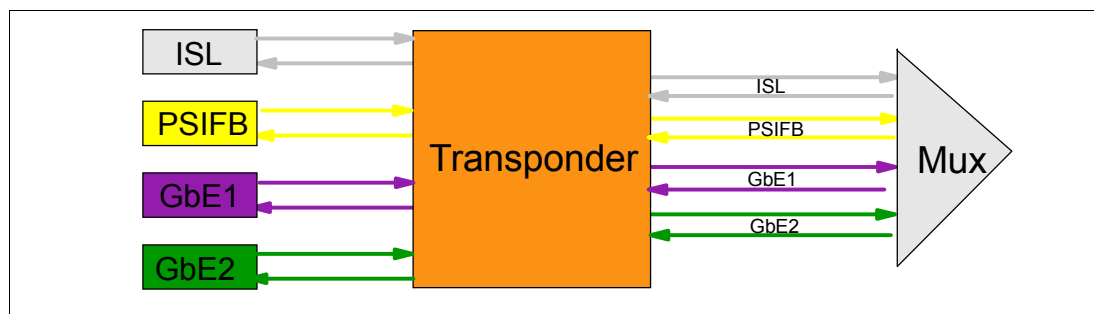 ISL
PSIFB
GbE1
GbE2
Transponder
ISL
PSIFB
GbE1
GbE2
Mux